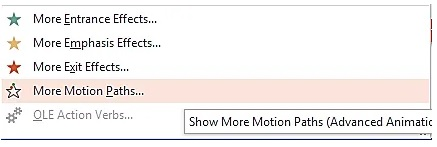 More Entrance Effects...
More Emphasis Effects...
More Exit Effects...
More Motion Paths...
OLE Action Verbs...
Show More Motion Paths (Advanced Animatio